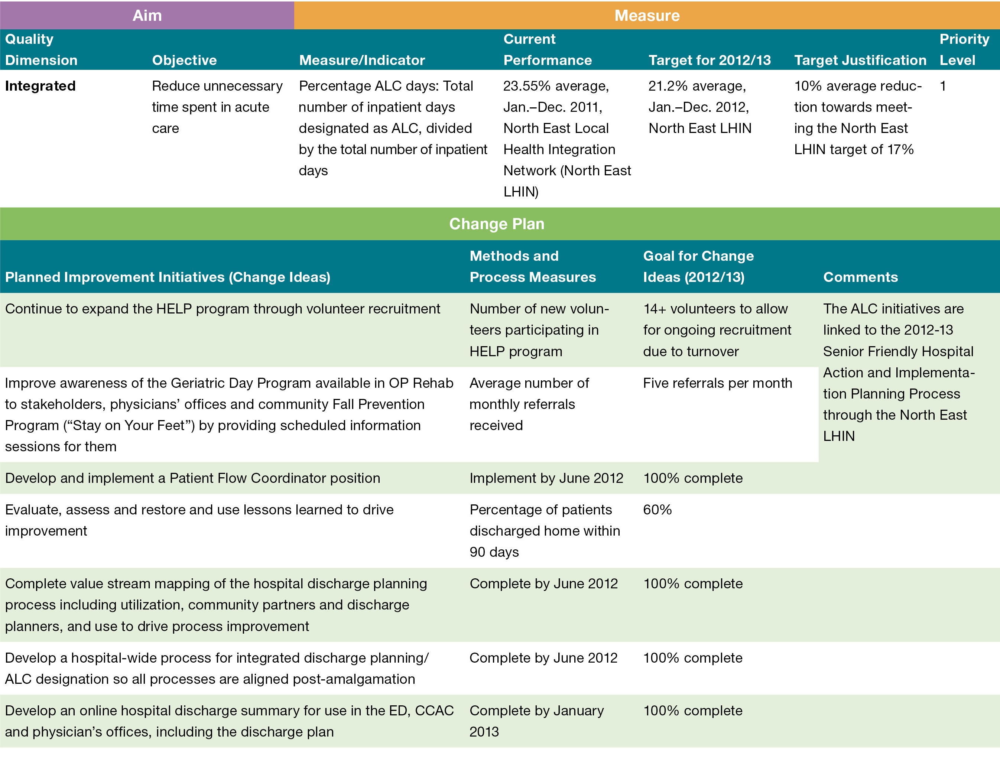 Aim
Measure
Quality
Dimension
Objective
Measure/Indicator
Current
Performance
Target for 2012/13
Target Justification
Priority
Level
Integrated
Reduce unnecessary
time spent in acute
care
Percentage ALC days: Total
number of inpatient days
designated as ALC, divided
by the total number of inpatient
days
23.55% average,
Jan.–Dec. 2011,
North East Local
Health Integration
Network (North East
LHIN)
21.2% average,
Jan.–Dec. 2012,
North East LHIN
10% average reduc-
tion towards meet-
ing the North East
LHIN target of 17%
1
Change Plan
Planned Improvement Initiatives (Change Ideas)
Methods and
Process Measures
Goal for Change
Ideas (2012/13)
Comments
Continue to expand the HELP program through volunteer recruitment
Number of new volun-
teers participating in
HELP program
14+ volunteers to allow
for ongoing recruitment
due to turnover
The ALC initiatives are
linked to the 2012-13
Senior Friendly Hospital
Action and Implementa-
tion Planning Process
through the North East
LHIN
Improve awareness of the Geriatric Day Program available in OP Rehab
to stakeholders, physicians’ offices and community Fall Prevention
Program (“Stay on Your Feet”) by providing scheduled information
sessions for them
Average number of
monthly referrals
received
Five referrals per month
Develop and implement a Patient Flow Coordinator position
Implement by June 2012
100% complete
Evaluate, assess and restore and use lessons learned to drive
improvement
Percentage of patients
discharged home within
90 days
60%
Complete value stream mapping of the hospital discharge planning
process including utilization, community partners and discharge
planners, and use to drive process improvement
Complete by June 2012
100% complete
Develop a hospital-wide process for integrated discharge planning/
ALC designation so all processes are aligned post-amalgamation
Complete by June 2012
100% complete
Develop an online hospital discharge summary for use in the ED, CCAC
and physician’s offices, including the discharge plan
Complete by January
2013
100% complete